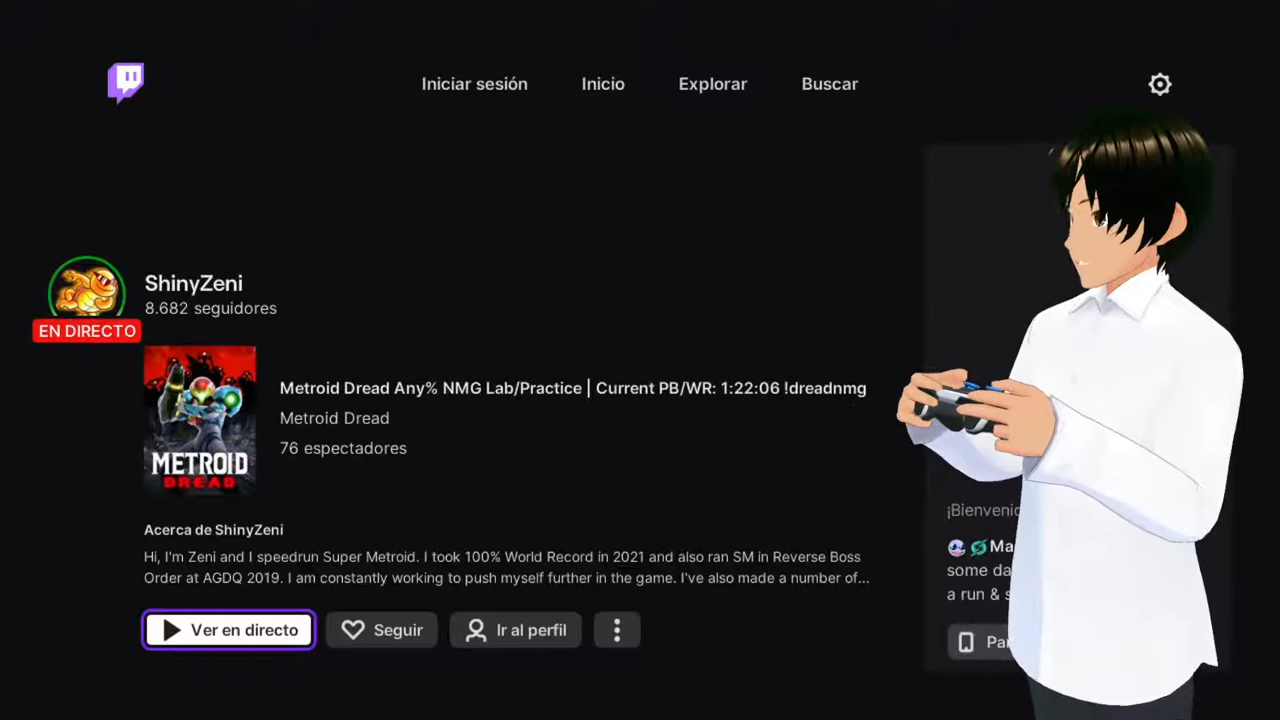 Iniciar sesión Inicio Explorar Buscar
ShinyZeni
8.682 seguidores
EN DIRECTO
METROID
DREAD
Metroid Dread Any% NMG Lab/Practice | Current PB/WR: 1:22:06 !dreadnmg
Metroid Dread
76 espectadores
Acerca de ShinyZeni
Hi, I'm Zeni and I speedrun Super Metroid. I took 100% World Record in 2021 and also ran SM in Reverse Boss
Order at AGDQ 2019. I am constantly working to push myself further in the game. I've also made a number of...
Ver en directo Seguir Ir al perfil
some da
a run &